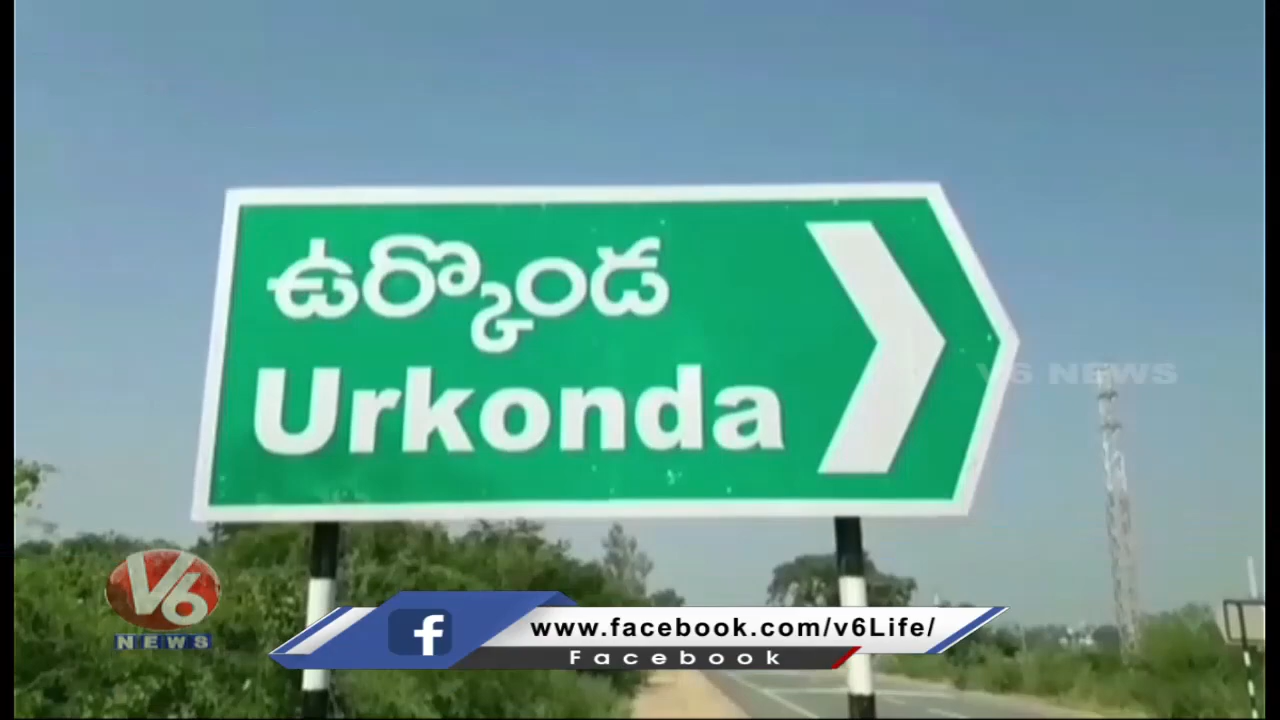 ఉర్కొండ
Urkonda
V6 NEWS
V6
NEWS
f
www.facebook.com/v6Life/
Facebook